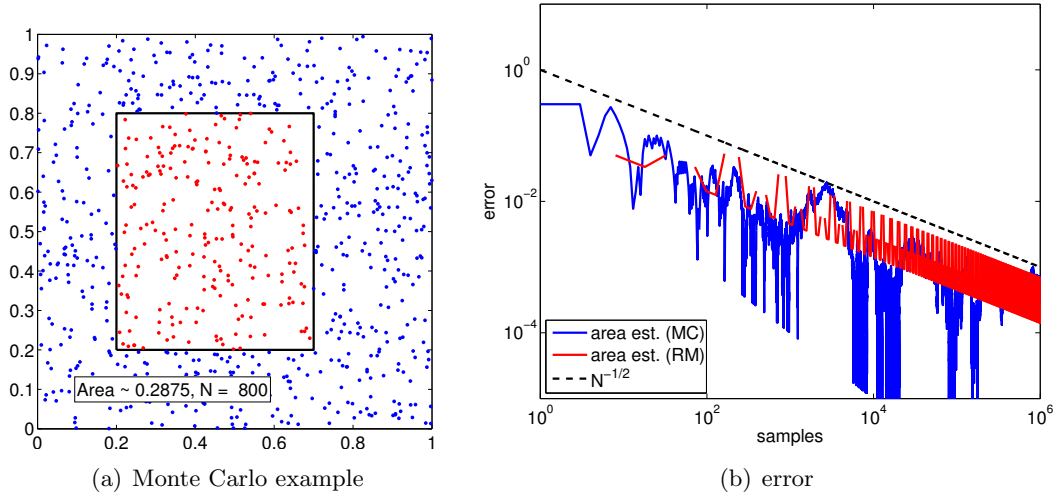 1
0.9
0.8
0.7
0.6
0.5
0.4
0.3
0.2
0.1
0
0 0.2 0.4 0.6 0.8 1
Area ~ 0.2875, N = 800
(a) Monte Carlo example
10^0
10^-2
10^-4
error
area est. (MC)
area est. (RM)
N^-1/2
10^0 10^2 10^4 10^6
samples
(b) error